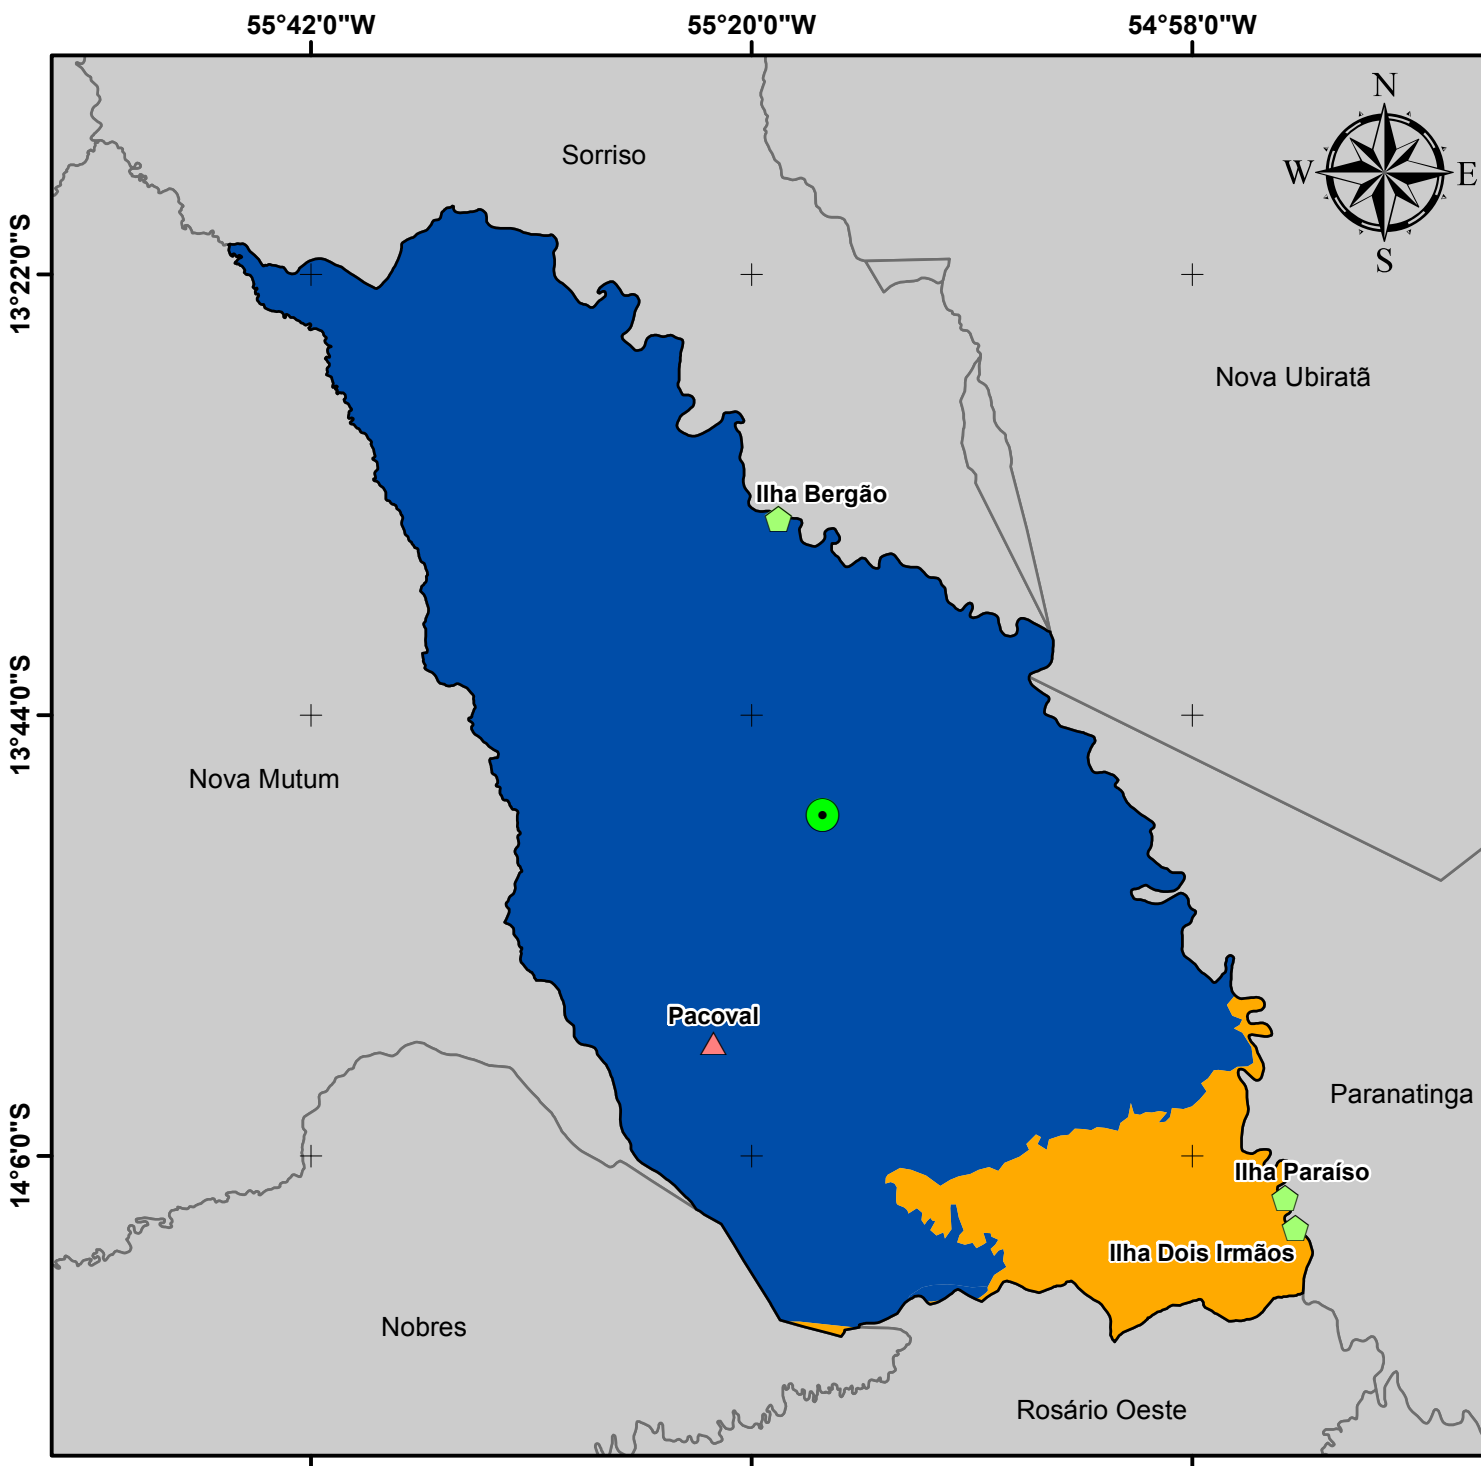 55°42'0"W
55°20'0"W
54°58'0"W
N
Sorriso
W
E
S
13°22'0"S
Nova Ubiratã
Ilha Bergão
13°44'0"S
Nova Mutum
Pacoval
Paranatinga
14°6'0"S
Ilha Paraíso
Ilha Dois Irmãos
Nobres
Rosário Oeste